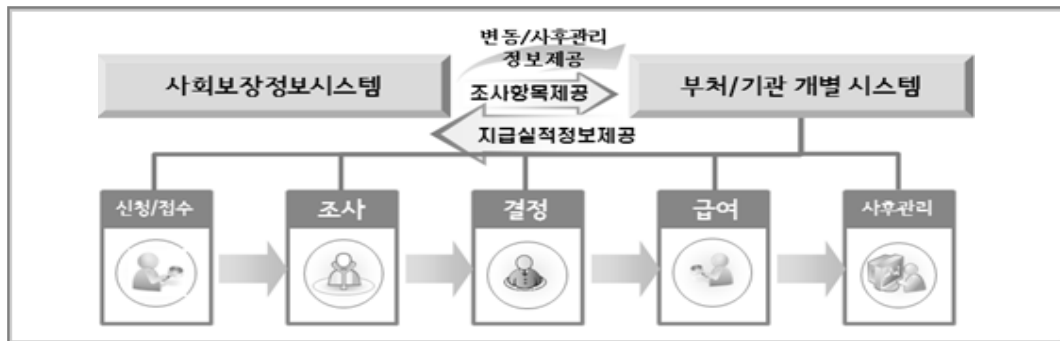 변동/사후관리
정보제공
사회보장정보시스템
부처/기관 개별 시스템
조사항목제공
지급실적정보제공
신청/접수
조사
결정
급여
사후관리